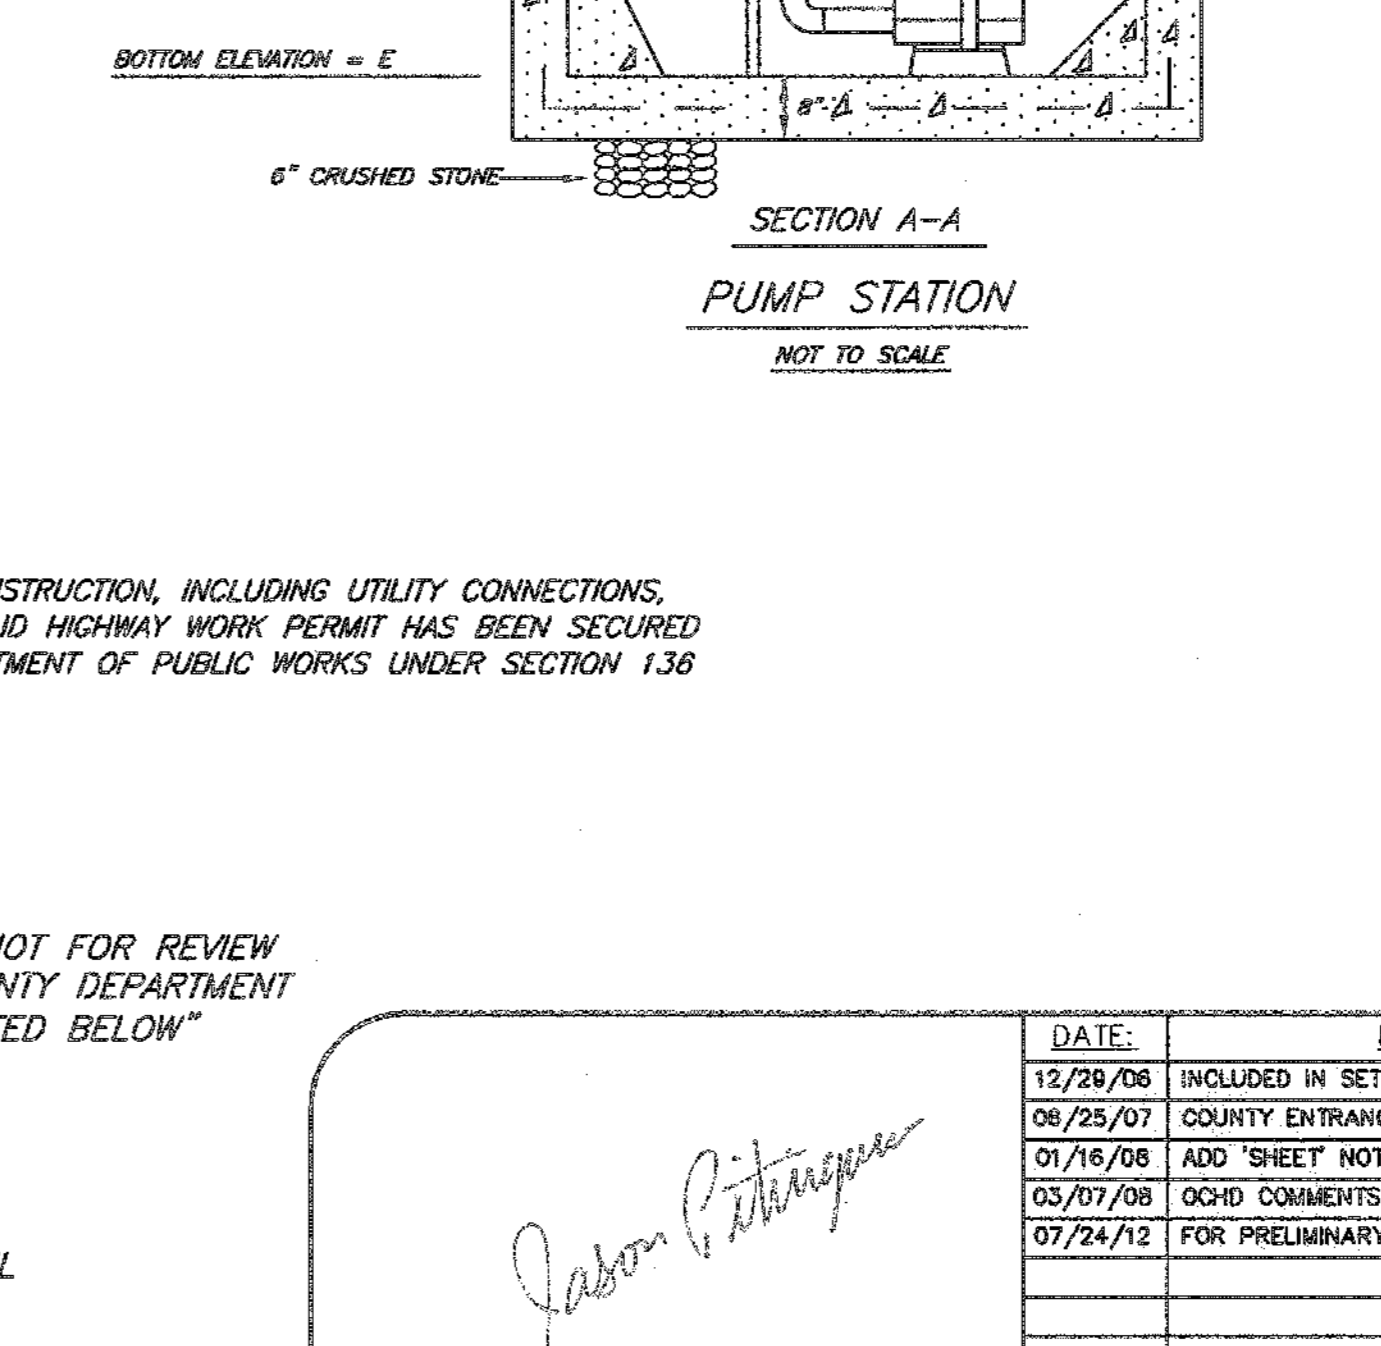 BOTTOM ELEVATION = E
8"
6" CRUSHED STONE
SECTION A-A
PUMP STATION
NOT TO SCALE
STRUCTION, INCLUDING UTILITY CONNECTIONS,
ID HIGHWAY WORK PERMIT HAS BEEN SECURED
TMENT OF PUBLIC WORKS UNDER SECTION 136
NOT FOR REVIEW
NTY DEPARTMENT
TED BELOW"
L
Jason
DATE:
12/29/06 INCLUDED IN SET
08/25/07 COUNTY ENTRANC
01/16/08 ADD 'SHEET' NOT
03/07/08 OCHD COMMENTS
07/24/12 FOR PRELIMINARY